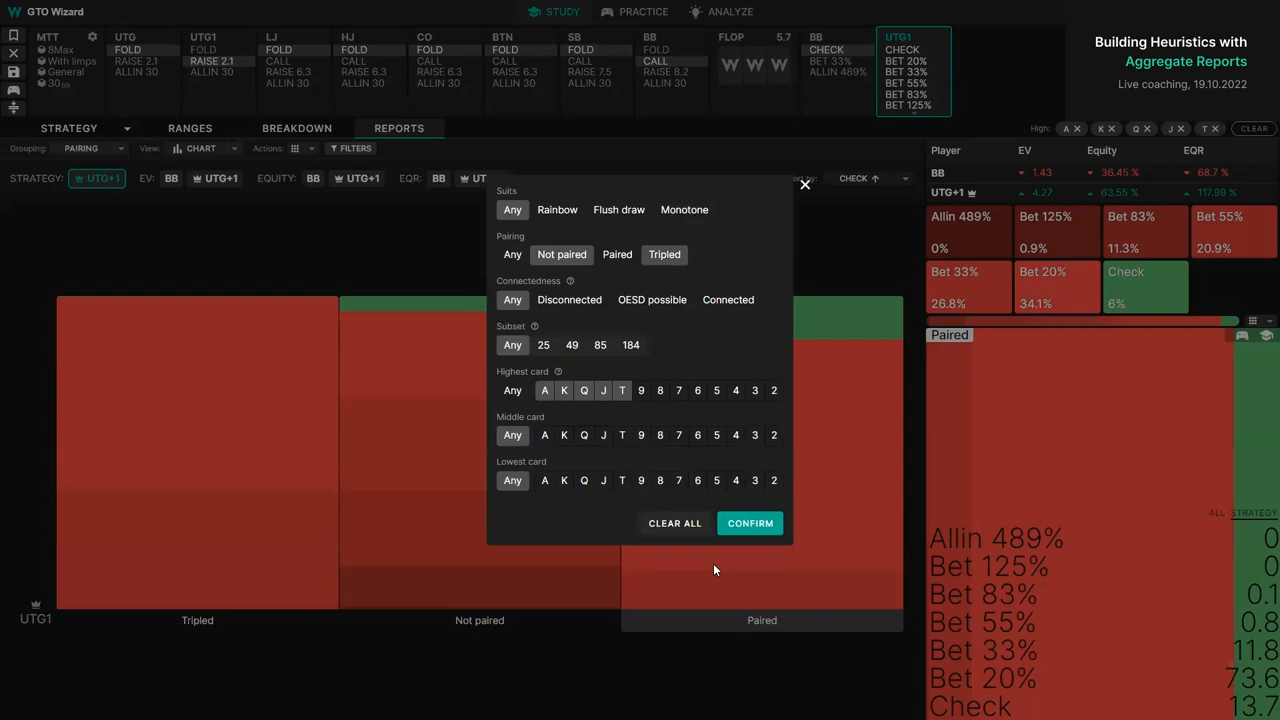 GTO Wizard
STUDY
PRACTICE
ANALYZE
MTT
8Max
With limps
General
30BB
UTG
FOLD
RAISE 2.1
ALLIN 30
UTG1
FOLD
RAISE 2.1
ALLIN 30
LJ
FOLD
CALL
RAISE 6.3
ALLIN 30
HJ
FOLD
CALL
RAISE 6.3
ALLIN 30
CO
FOLD
CALL
RAISE 6.3
ALLIN 30
BTN
FOLD
CALL
RAISE 6.3
ALLIN 30
SB
FOLD
CALL
RAISE 7.5
ALLIN 30
BB
FOLD
CALL
RAISE 8.2
ALLIN 30
FLOP 5.7
BB
CHECK
BET 33%
ALLIN 489%
UTG1
CHECK
BET 20%
BET 33%
BET 55%
BET 83%
BET 125%
Building Heuristics with
Aggregate Reports
Live coaching, 19.10.2022
STRATEGY
RANGES
BREAKDOWN
REPORTS
High: A K Q J T CLEAR
Grouping: PAIRING View: CHART Actions: FILTERS
STRATEGY: UTG+1 EV: BB UTG+1 EQUITY: BB UTG+1 EQR: BB
CHECK
Player EV Equity EQR
BB 1.43 36.45 % 68.7 %
UTG+1 4.27 63.55 % 117.99 %
Allin 489%
0%
Bet 125%
0.9%
Bet 83%
11.3%
Bet 55%
20.9%
Bet 33%
26.8%
Bet 20%
34.1%
Check
6%
Suits
Any Rainbow Flush draw Monotone
Pairing
Any Not paired Paired Tripled
Connectedness
Any Disconnected OESD possible Connected
Subset
Any 25 49 85 184
Highest card
Any A K Q J T 9 8 7 6 5 4 3 2
Middle card
Any A K Q J T 9 8 7 6 5 4 3 2
Lowest card
Any A K Q J T 9 8 7 6 5 4 3 2
CLEAR ALL
CONFIRM
UTG1
Tripled
Not paired
Paired
Paired
ALL STRATEGY
Allin 489% 0
Bet 125% 0
Bet 83% 0.1
Bet 55% 0.8
Bet 33% 11.8
Bet 20% 73.6
Check 13.7